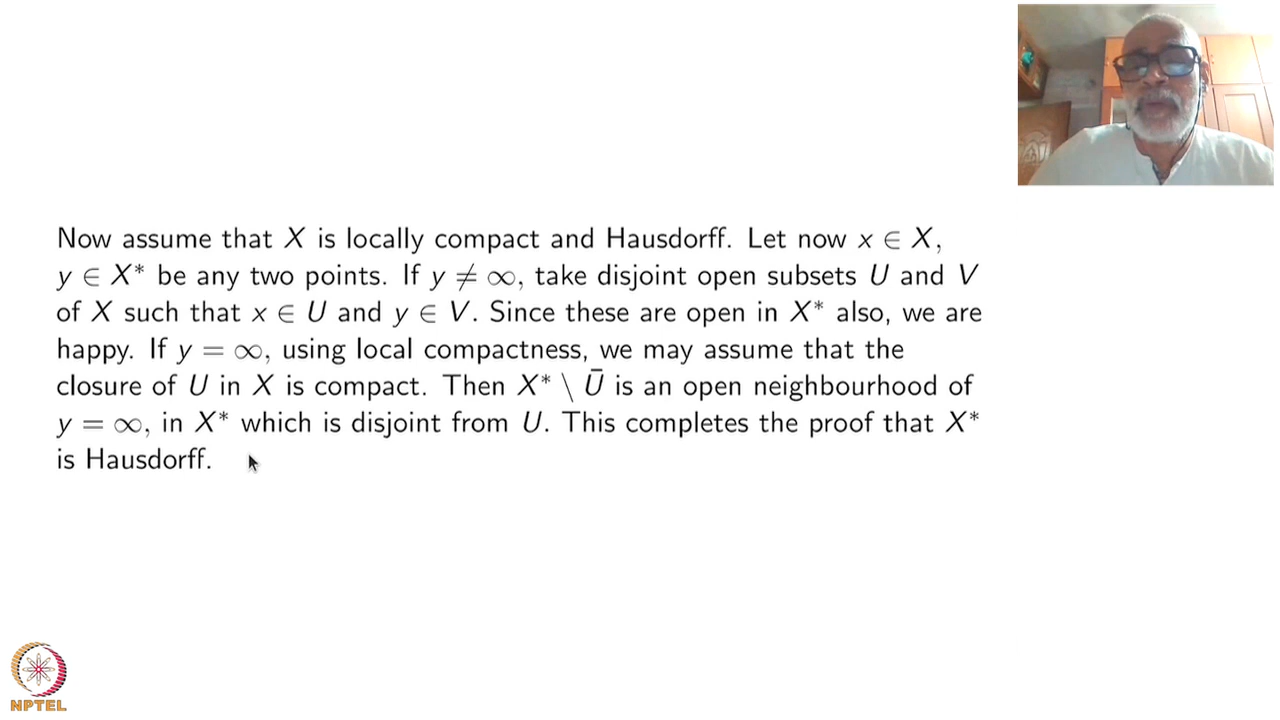 Now assume that X is locally compact and Hausdorff. Let now x ∈ X,
y ∈ X* be any two points. If y ≠ ∞, take disjoint open subsets U and V
of X such that x ∈ U and y ∈ V. Since these are open in X* also, we are
happy. If y = ∞, using local compactness, we may assume that the
closure of U in X is compact. Then X* \ Ū is an open neighbourhood of
y = ∞, in X* which is disjoint from U. This completes the proof that X*
is Hausdorff.
NPTEL